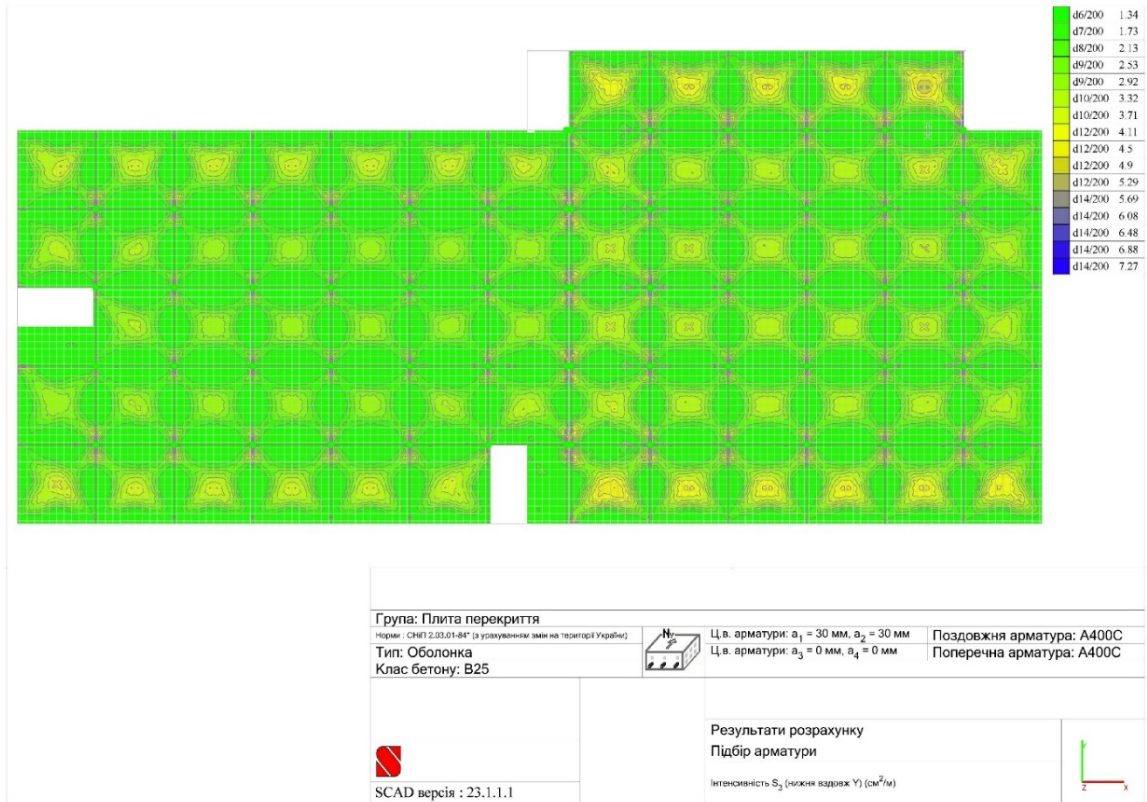 d6/200 1.34
d7/200 1.73
d8/200 2.13
d9/200 2.53
d9/200 2.92
d10/200 3.32
d10/200 3.71
d12/200 4.11
d12/200 4.5
d12/200 4.9
d12/200 5.29
d14/200 5.69
d14/200 6.08
d14/200 6.48
d14/200 6.88
d14/200 7.27
Група: Плита перекриття
Норми : СНиП 2.03.01-84* (з урахуванням змін на території України)
Тип: Оболонка
Клас бетону: B25
Ny
Ц.в. арматури: a1 = 30 мм, a2 = 30 мм
Ц.в. арматури: a3 = 0 мм, a4 = 0 мм
Поздовжня арматура: А400С
Поперечна арматура: А400С
Результати розрахунку
Підбір арматури
Інтенсивність S3 (нижня вздовж Y) (см²/м)
SCAD версія : 23.1.1.1
Y
Z X